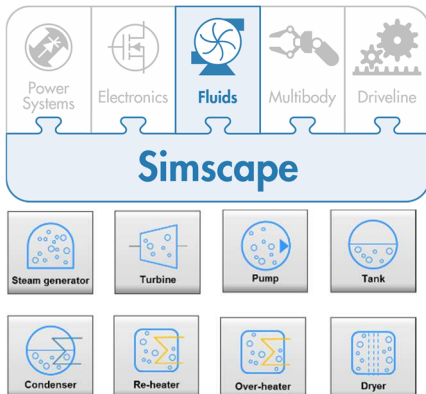 Power
Systems
Electronics
Fluids
Multibody
Driveline
Simscape
Steam generator
Turbine
Pump
Tank
Condenser
Re-heater
Over-heater
Dryer